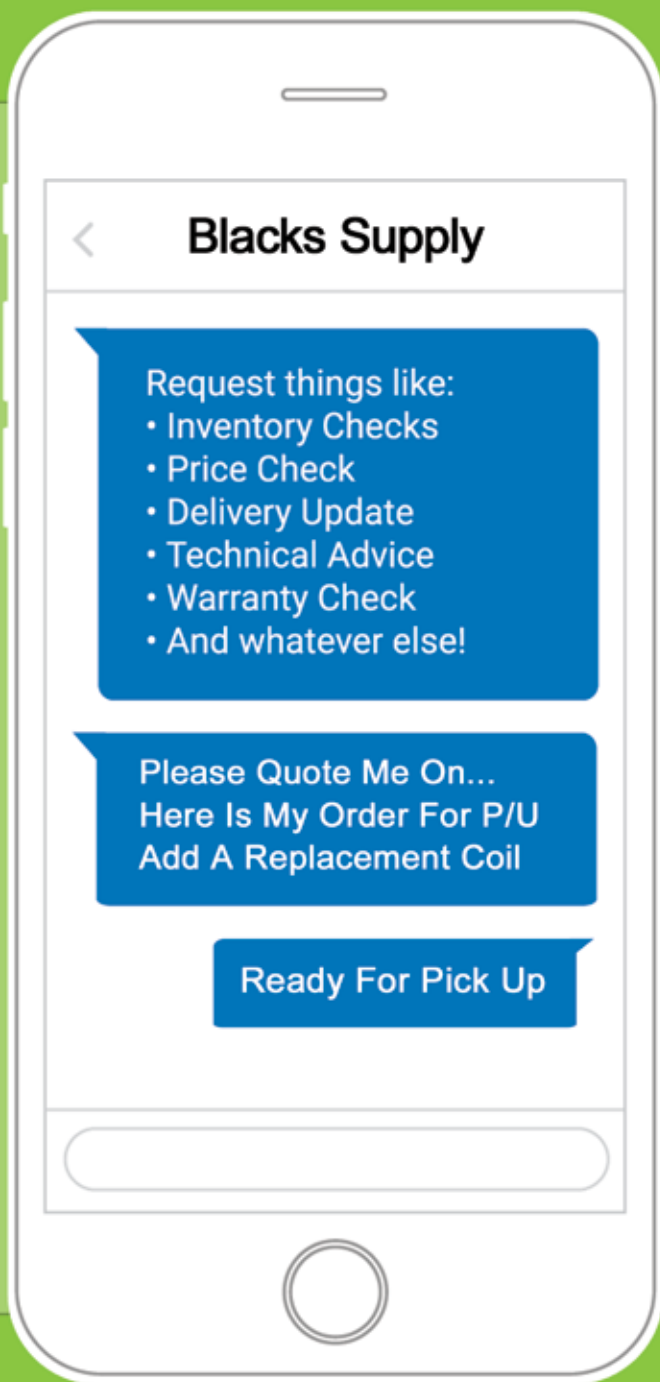 Blacks Supply
Request things like:
• Inventory Checks
• Price Check
• Delivery Update
• Technical Advice
• Warranty Check
• And whatever else!
Please Quote Me On...
Here Is My Order For P/U
Add A Replacement Coil
Ready For Pick Up